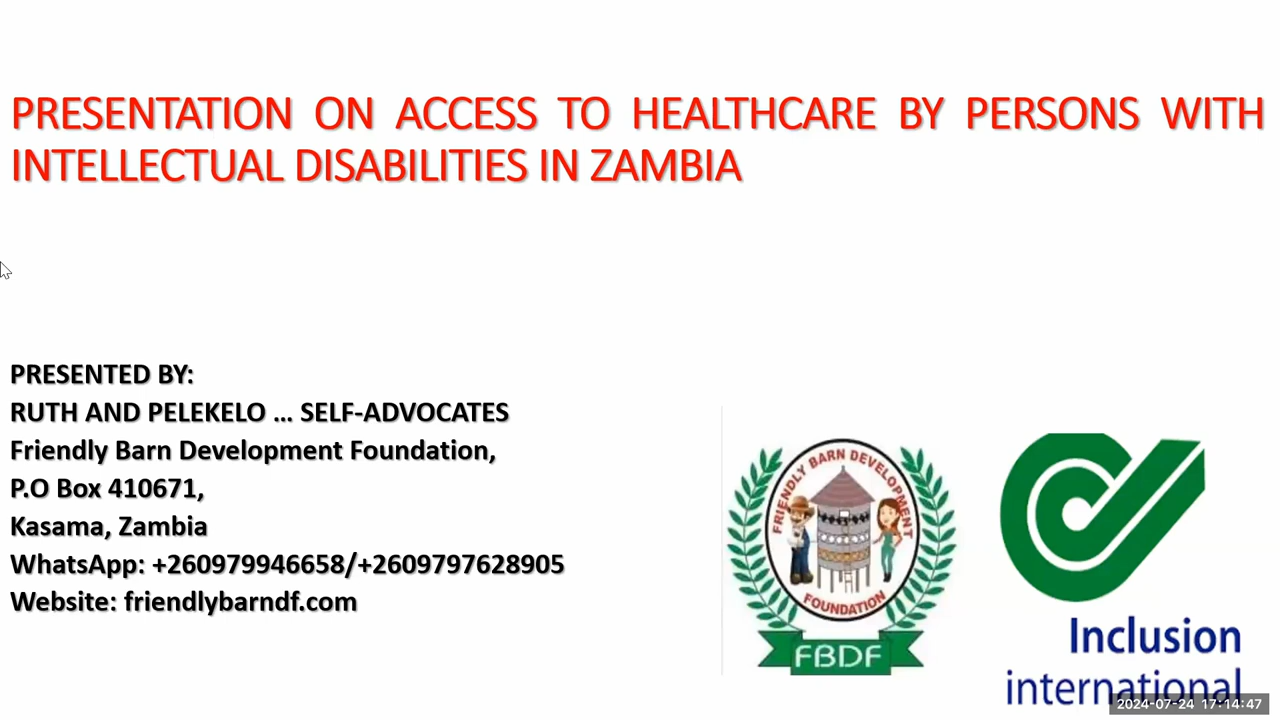 PRESENTATION ON ACCESS TO HEALTHCARE BY PERSONS WITH
INTELLECTUAL DISABILITIES IN ZAMBIA
PRESENTED BY:
RUTH AND PELEKELO ... SELF-ADVOCATES
Friendly Barn Development Foundation,
P.O Box 410671,
Kasama, Zambia
WhatsApp: +260979946658/+2609797628905
Website: friendlybarndf.com
FRIENDLY BARN DEVELOPMENT
FOUNDATION
FBDF
Inclusion
international
2024-07-24 17:14:47